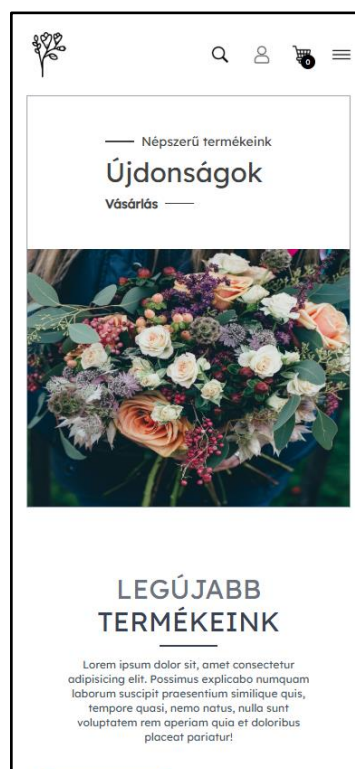 0
Népszerű termékeink
Újdonságok
Vásárlás
LEGÚJABB
TERMÉKEINK
Lorem ipsum dolor sit, amet consectetur
adipisicing elit. Possimus explicabo numquam
laborum suscipit praesentium similique quis,
tempore quasi, nemo natus, nulla sunt
voluptatem rem aperiam quia et doloribus
placeat pariatur!